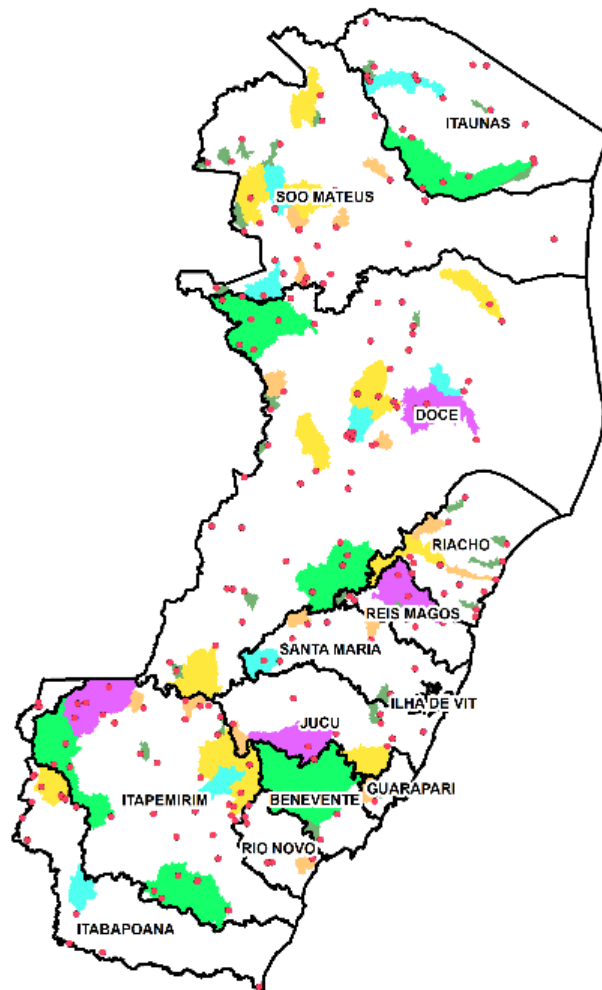 ITAUNAS
SOO MATEUS
DOCE
RIACHO
REIS MAGOS
SANTA MARIA
ILHA DE VIT
JUCU
GUARAPARI
ITAPEMIRIM
BENEVENTE
RIO NOVO
ITABAPOANA